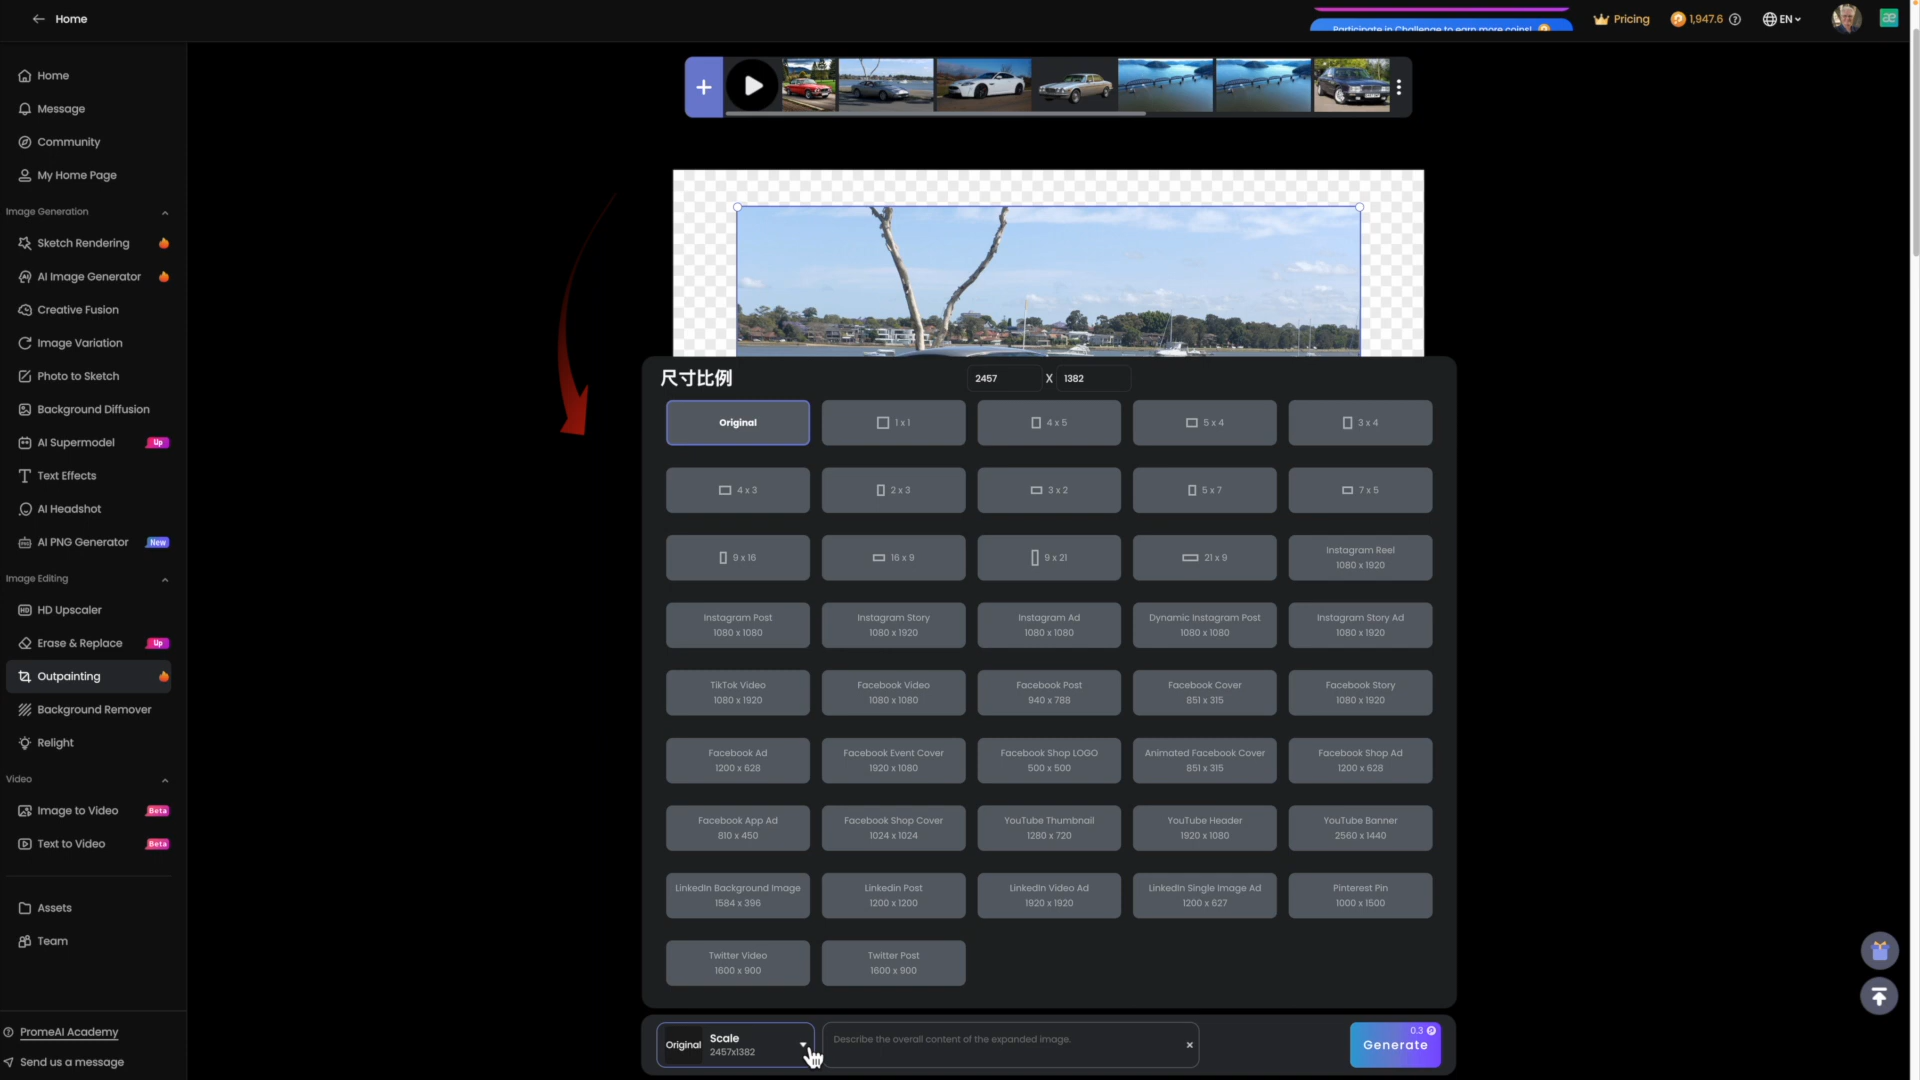 Home
Participate in Challenge to earn more coins!
Pricing
1,947.6
EN
Home
Message
Community
My Home Page
Image Generation
Sketch Rendering
AI Image Generator
Creative Fusion
Image Variation
Photo to Sketch
Background Diffusion
AI Supermodel
Up
Text Effects
AI Headshot
AI PNG Generator
New
Image Editing
HD Upscaler
Erase & Replace
Up
Outpainting
Background Remover
Relight
Video
Image to Video
Beta
Text to Video
Beta
Assets
Team
PromeAI Academy
Send us a message
尺寸比例
2457 X 1382
Original
1 x 1
4 x 5
5 x 4
3 x 4
4 x 3
2 x 3
3 x 2
5 x 7
7 x 5
9 x 16
16 x 9
9 x 21
21 x 9
Instagram Reel
1080 x 1920
Instagram Post
1080 x 1080
Instagram Story
1080 x 1920
Instagram Ad
1080 x 1080
Dynamic Instagram Post
1080 x 1080
Instagram Story Ad
1080 x 1920
TikTok Video
1080 x 1920
Facebook Video
1080 x 1080
Facebook Post
940 x 788
Facebook Cover
851 x 315
Facebook Story
1080 x 1920
Facebook Ad
1200 x 628
Facebook Event Cover
1920 x 1080
Facebook Shop LOGO
500 x 500
Animated Facebook Cover
851 x 315
Facebook Shop Ad
1200 x 628
Facebook App Ad
810 x 450
Facebook Shop Cover
1024 x 1024
YouTube Thumbnail
1280 x 720
YouTube Header
1920 x 1080
YouTube Banner
2560 x 1440
LinkedIn Background Image
1584 x 396
Linkedin Post
1200 x 1200
LinkedIn Video Ad
1920 x 1920
LinkedIn Single Image Ad
1200 x 627
Pinterest Pin
1000 x 1500
Twitter Video
1600 x 900
Twitter Post
1600 x 900
Original
Scale
2457x1382
Describe the overall content of the expanded image.
0.3
Generate